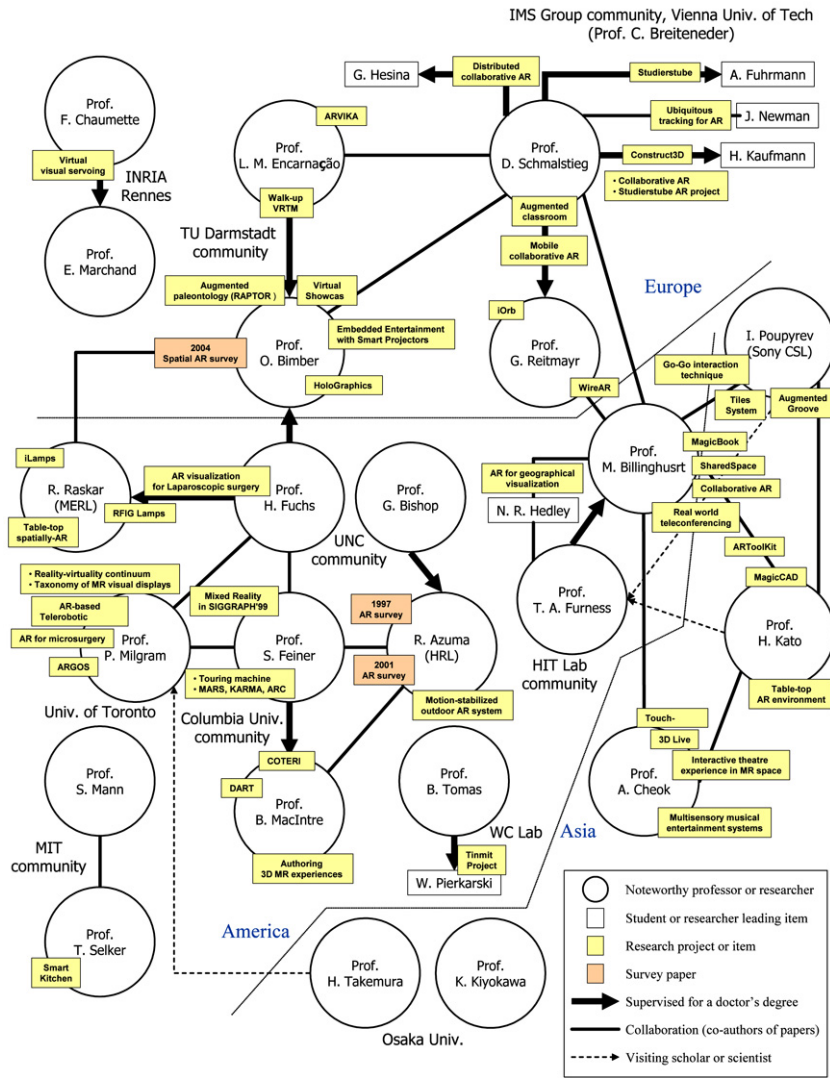 IMS Group community, Vienna Univ. of Tech
(Prof. C. Breiteneder)
G. Hesina
Distributed
collaborative AR
Studierstube
A. Fuhrmann
Prof.
F. Chaumette
ARVIKA
Ubiquitous
tracking for AR
J. Newman
Prof.
L. M. Encarnação
Prof.
D. Schmalstieg
Construct3D
H. Kaufmann
Virtual
visual servoing
INRIA
Rennes
• Collaborative AR
• Studierstube AR project
Walk-up
VRTM
Augmented
classroom
TU Darmstadt
community
Mobile
collaborative AR
Prof.
E. Marchand
Augmented
paleontology (RAPTOR )
Virtual
Showcas
Europe
iOrb
I. Poupyrev
(Sony CSL)
2004
Spatial AR survey
Prof.
O. Bimber
Embedded Entertainment
with Smart Projectors
Prof.
G. Reitmayr
Go-Go interaction
technique
HoloGraphics
WireAR
Tiles
System
Augmented
Groove
iLamps
Prof.
M. Billinghusrt
MagicBook
SharedSpace
R. Raskar
(MERL)
AR visualization
for Laparoscopic surgery
Prof.
H. Fuchs
Prof.
G. Bishop
AR for geographical
visualization
Collaborative AR
RFIG Lamps
N. R. Hedley
Real world
teleconferencing
Table-top
spatially-AR
UNC
community
ARToolKit
• Reality-virtuality continuum
• Taxonomy of MR visual displays
MagicCAD
AR-based
Telerobotic
Mixed Reality
in SIGGRAPH'99
1997
AR survey
Prof.
T. A. Furness
Prof.
H. Kato
AR for microsurgery
Prof.
P. Milgram
Prof.
S. Feiner
R. Azuma
(HRL)
ARGOS
2001
AR survey
HIT Lab
community
• Touring machine
• MARS, KARMA, ARC
Motion-stabilized
outdoor AR system
Table-top
AR environment
Univ. of Toronto
Columbia Univ.
community
Touch-
3D Live
COTERI
Prof.
S. Mann
DART
Prof.
B. Tomas
Prof.
A. Cheok
Interactive theatre
experience in MR space
Prof.
B. MacIntre
WC Lab
Asia
Multisensory musical
entertainment systems
MIT
community
Authoring
3D MR experiences
Tinmit
Project
W. Pierkarski
Noteworthy professor or researcher
Student or researcher leading item
Prof.
T. Selker
America
Prof.
H. Takemura
Prof.
K. Kiyokawa
Research project or item
Smart
Kitchen
Survey paper
Supervised for a doctor's degree
Osaka Univ.
Collaboration (co-authors of papers)
Visiting scholar or scientist